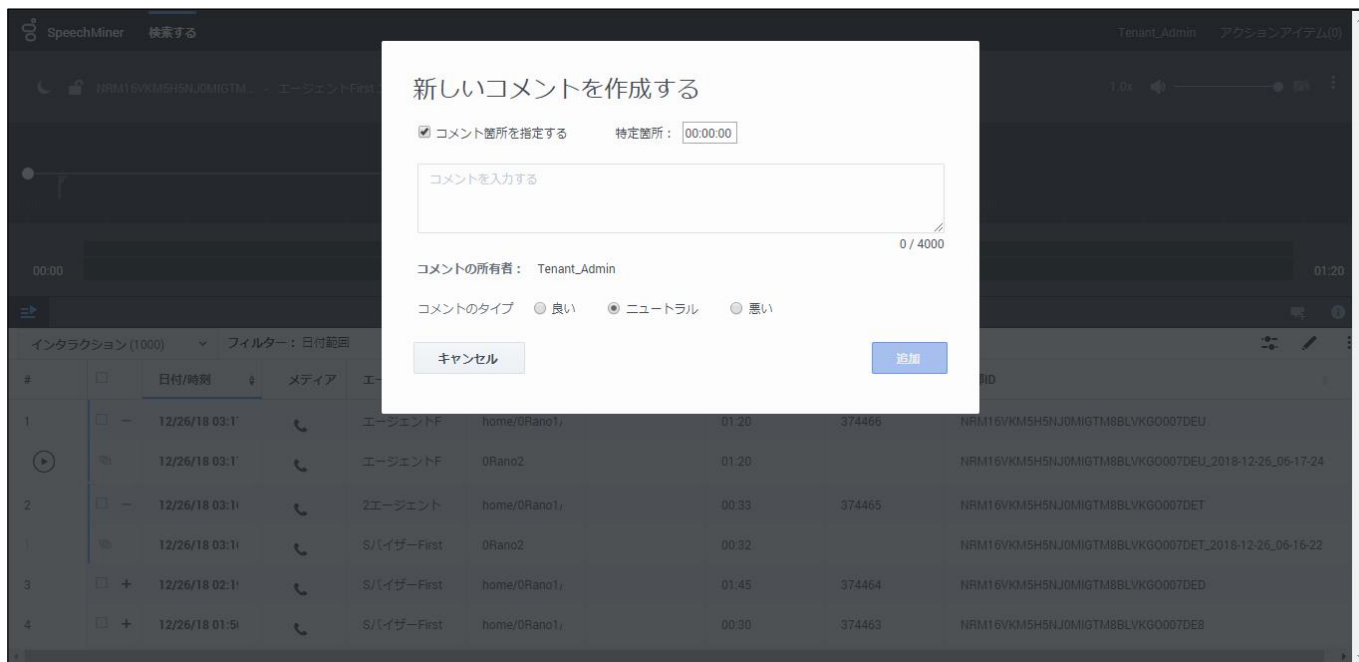 SpeechMiner 検索する Tenant_Admin アクションアイテム(0)
NRM16VKM5H5NJ0MIGTM... - エージェントFirst 1.0x
新しいコメントを作成する
コメント箇所を指定する 特定箇所： 00:00:00
コメントを入力する
0 / 4000
コメントの所有者： Tenant_Admin
コメントのタイプ 良い ニュートラル 悪い
キャンセル 追加
00:00 01:20
インタラクション (1000) フィルター： 日付範囲
# 日付/時刻 メディア
1 12/26/18 03:1 エージェントF home/0Rano1, 01:20 374466 NRM16VKM5H5NJ0MIGTM8BLVKGO007DEU
12/26/18 03:1 エージェントF 0Rano2 01:20 NRM16VKM5H5NJ0MIGTM8BLVKGO007DEU_2018-12-26_06-17-24
2 12/26/18 03:1 2エージェント home/0Rano1, 00:33 374465 NRM16VKM5H5NJ0MIGTM8BLVKGO007DET
1 12/26/18 03:1 SバイザーFirst 0Rano2 00:32 NRM16VKM5H5NJ0MIGTM8BLVKGO007DET_2018-12-26_06-16-22
3 12/26/18 02:1 SバイザーFirst home/0Rano1, 01:45 374464 NRM16VKM5H5NJ0MIGTM8BLVKGO007DED
4 12/26/18 01:5 SバイザーFirst home/0Rano1, 00:30 374463 NRM16VKM5H5NJ0MIGTM8BLVKGO007DE8